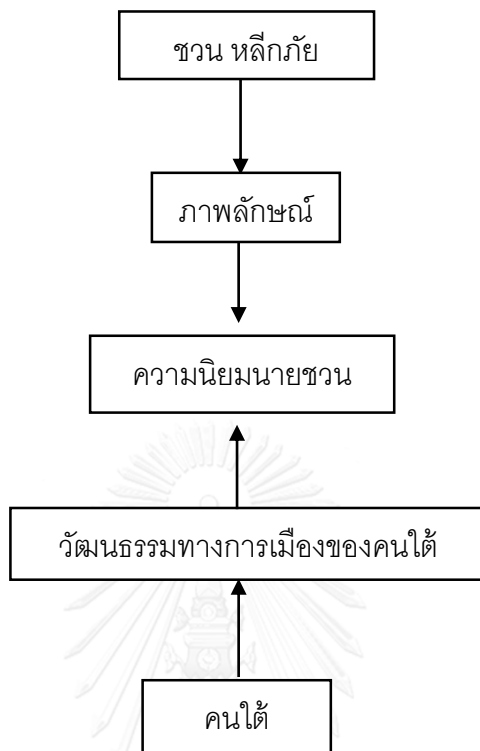 ชวน หลีกภัย
ภาพลักษณ์
ความนิยมนายชวน
วัฒนธรรมทางการเมืองของคนใต้
คนใต้